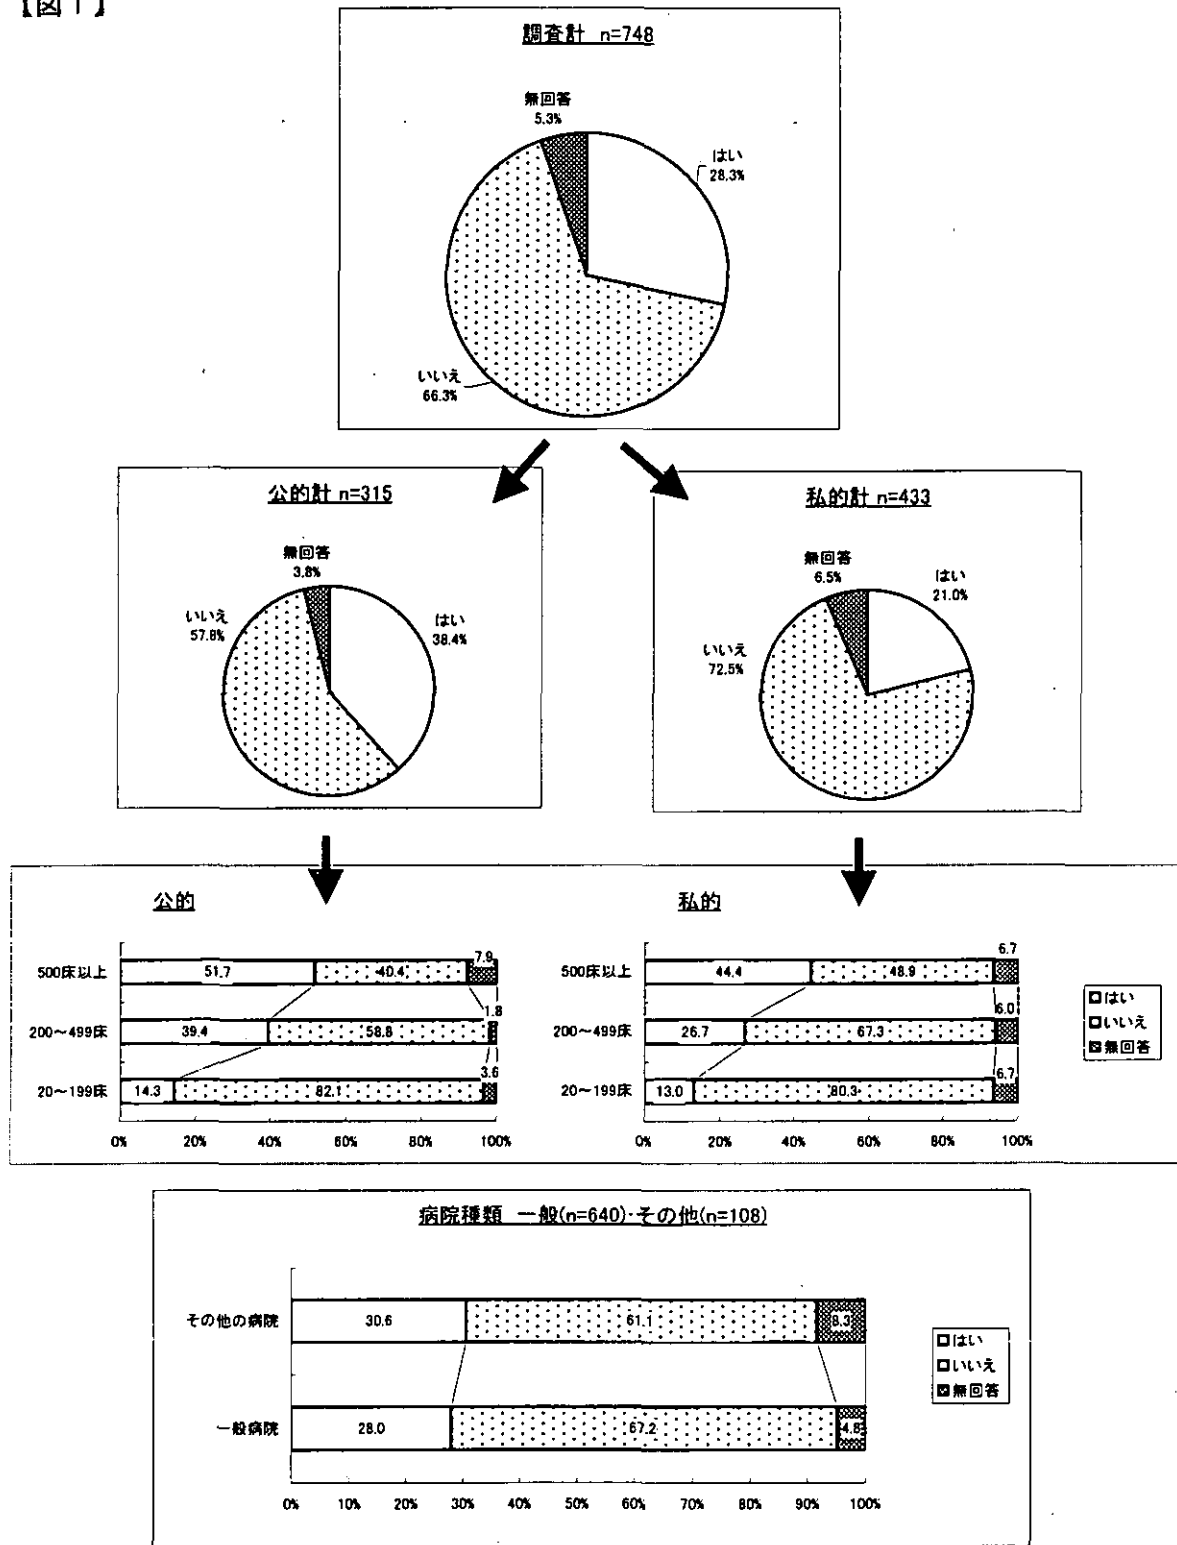 【図1】
調査計 n=748
無回答
5.3%
はい
28.3%
いいえ
66.3%
公的計 n=315
無回答
3.8%
いいえ
57.8%
はい
38.4%
私的計 n=433
無回答
6.5%
はい
21.0%
いいえ
72.5%
公的
500床以上
51.7
40.4
7.9
200～499床
39.4
58.8
1.8
20～199床
14.3
82.1
3.6
0% 20% 40% 60% 80% 100%
私的
500床以上
44.4
48.9
6.7
200～499床
26.7
67.3
6.0
20～199床
13.0
80.3
6.7
0% 20% 40% 60% 80% 100%
はい
いいえ
無回答
病院種類 一般(n=640)・その他(n=108)
その他の病院
30.6
61.1
8.3
一般病院
28.0
67.2
4.8
0% 10% 20% 30% 40% 50% 60% 70% 80% 90% 100%
はい
いいえ
無回答